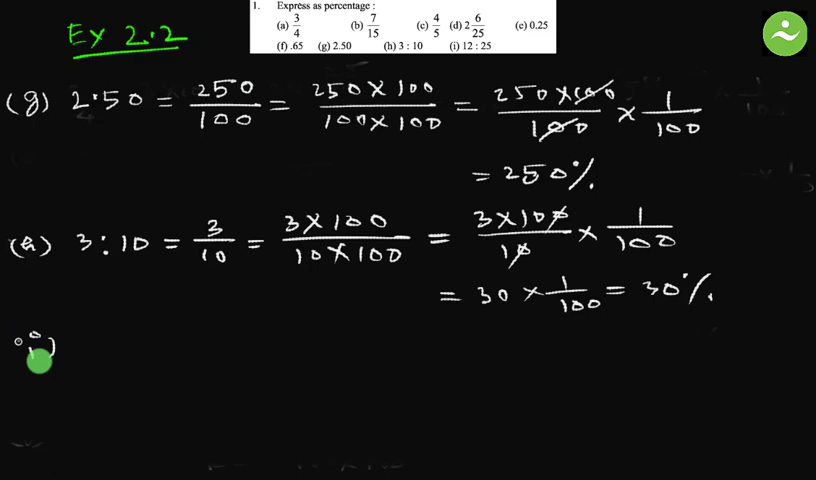 1. Express as percentage :
(a) 3/4 (b) 7/15 (c) 4/5 (d) 2 6/25 (e) 0.25
(f) .65 (g) 2.50 (h) 3 : 10 (i) 12 : 25
Ex 2.2
(g) 2.50 = 250/100 = 250 × 100/100 × 100 = 250 × 100/100 × 1/100
= 250%
(h) 3 : 10 = 3/10 = 3 × 100/10 × 100 = 3 × 100/10 × 1/100
= 30 × 1/100 = 30%